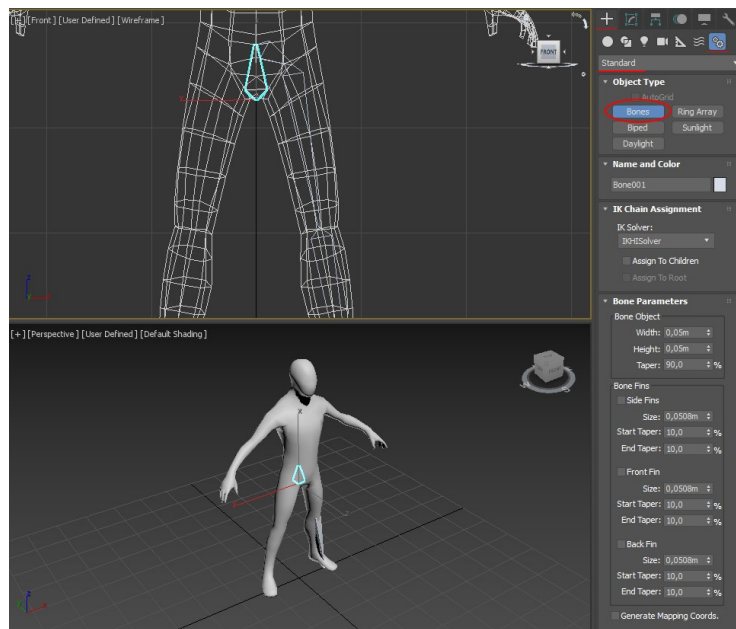 [+] [Front ] [User Defined ] [Wireframe ]
FRONT
x
z
y
[+] [Perspective ] [User Defined ] [Default Shading ]
x
z
Standard
Object Type
AutoGrid
Bones Ring Array
Biped Sunlight
Daylight
Name and Color
Bone001
IK Chain Assignment
IK Solver:
IKHISolver
Assign To Children
Assign To Root
Bone Parameters
Bone Object
Width: 0,05m
Height: 0,05m
Taper: 90,0 %
Bone Fins
Side Fins
Size: 0,0508m
Start Taper: 10,0 %
End Taper: 10,0 %
Front Fin
Size: 0,0508m
Start Taper: 10,0 %
End Taper: 10,0 %
Back Fin
Size: 0,0508m
Start Taper: 10,0 %
End Taper: 10,0 %
Generate Mapping Coords.